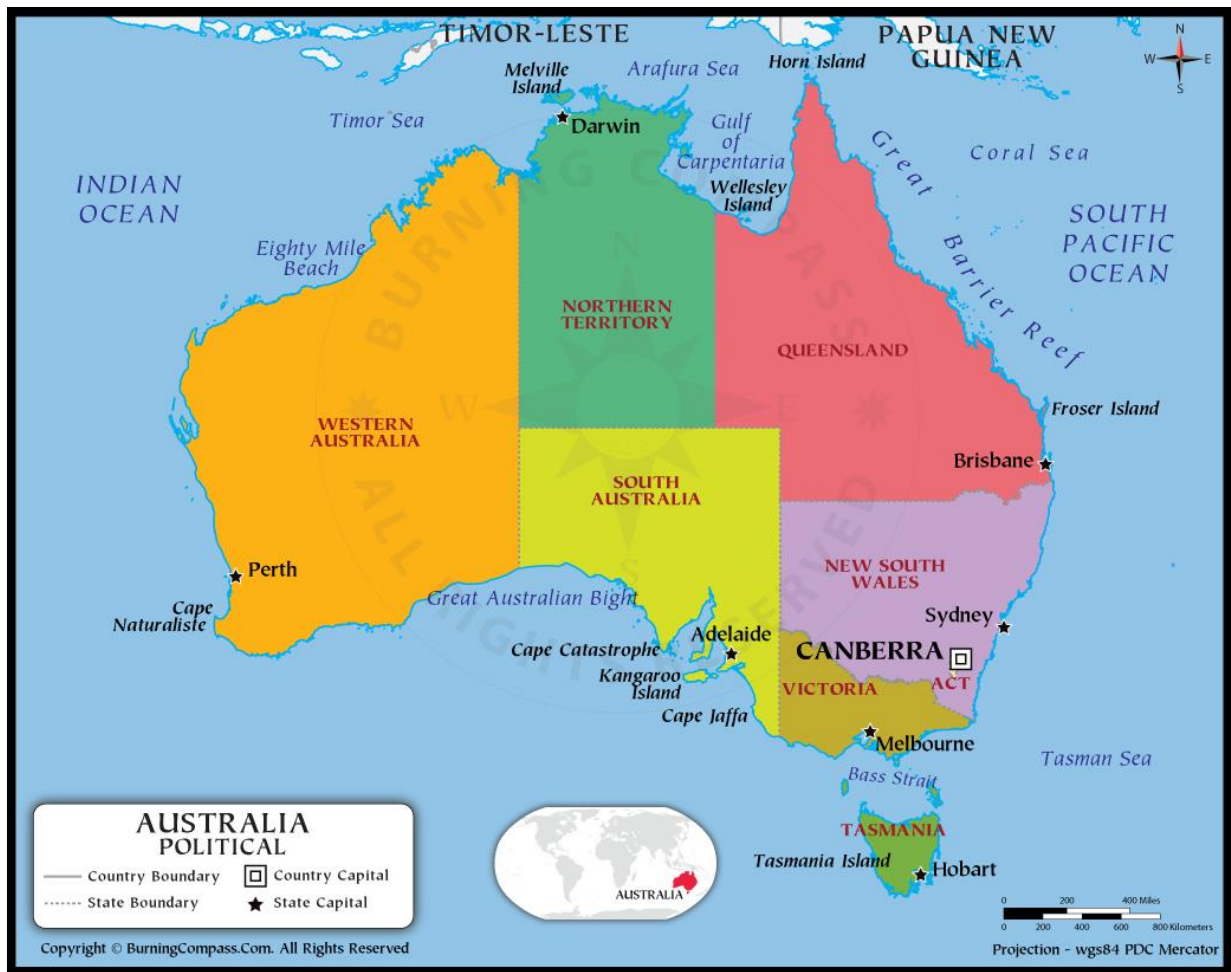 TIMOR-LESTE
PAPUA NEW
GUINEA
N
W E
S
Melville
Island
Arafura Sea
Horn Island
Timor Sea
Darwin
Gulf
of
Carpentaria
Great
Barrier Reef
Coral Sea
INDIAN
OCEAN
Wellesley
Island
SOUTH
PACIFIC
OCEAN
Eighty Mile
Beach
BURNING COMPASS
N
W E
S
ALL RIGHTS RESERVED
NORTHERN
TERRITORY
QUEENSLAND
WESTERN
AUSTRALIA
Froser Island
Brisbane
SOUTH
AUSTRALIA
Perth
NEW SOUTH
WALES
Cape
Naturaliste
Great Australian Bight
Sydney
Adelaide
Cape Catastrophe
CANBERRA
Kangaroo
Island
VICTORIA
ACT
Cape Jaffa
Melbourne
Tasman Sea
Bass Strait
TASMANIA
Tasmania Island
Hobart
AUSTRALIA
POLITICAL
Country Boundary Country Capital
State Boundary State Capital
AUSTRALIA
0 200 400 Miles
0 200 400 600 800 Kilometers
Copyright © BurningCompass.Com. All Rights Reserved
Projection - wgs84 PDC Mercator